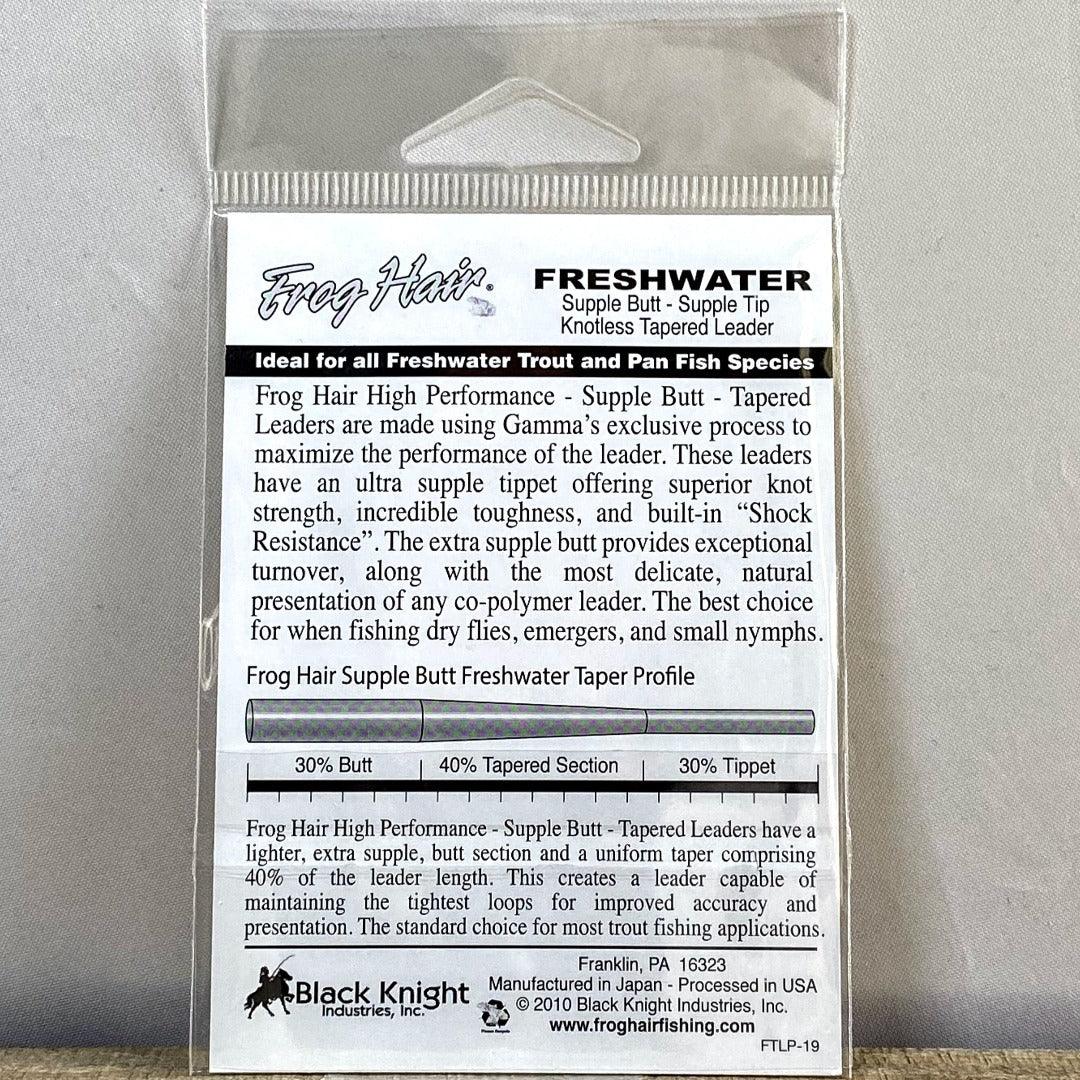 Frog Hair®
FRESHWATER
Supple Butt - Supple Tip
Knotless Tapered Leader
Ideal for all Freshwater Trout and Pan Fish Species
Frog Hair High Performance - Supple Butt - Tapered
Leaders are made using Gamma's exclusive process to
maximize the performance of the leader. These leaders
have an ultra supple tippet offering superior knot
strength, incredible toughness, and built-in “Shock
Resistance”. The extra supple butt provides exceptional
turnover, along with the most delicate, natural
presentation of any co-polymer leader. The best choice
for when fishing dry flies, emergers, and small nymphs.
Frog Hair Supple Butt Freshwater Taper Profile
30% Butt 40% Tapered Section 30% Tippet
Frog Hair High Performance - Supple Butt - Tapered Leaders have a
lighter, extra supple, butt section and a uniform taper comprising
40% of the leader length. This creates a leader capable of
maintaining the tightest loops for improved accuracy and
presentation. The standard choice for most trout fishing applications.
Black Knight
Industries, Inc.
Please Recycle
Franklin, PA 16323
Manufactured in Japan - Processed in USA
© 2010 Black Knight Industries, Inc.
www.froghairfishing.com
FTLP-19